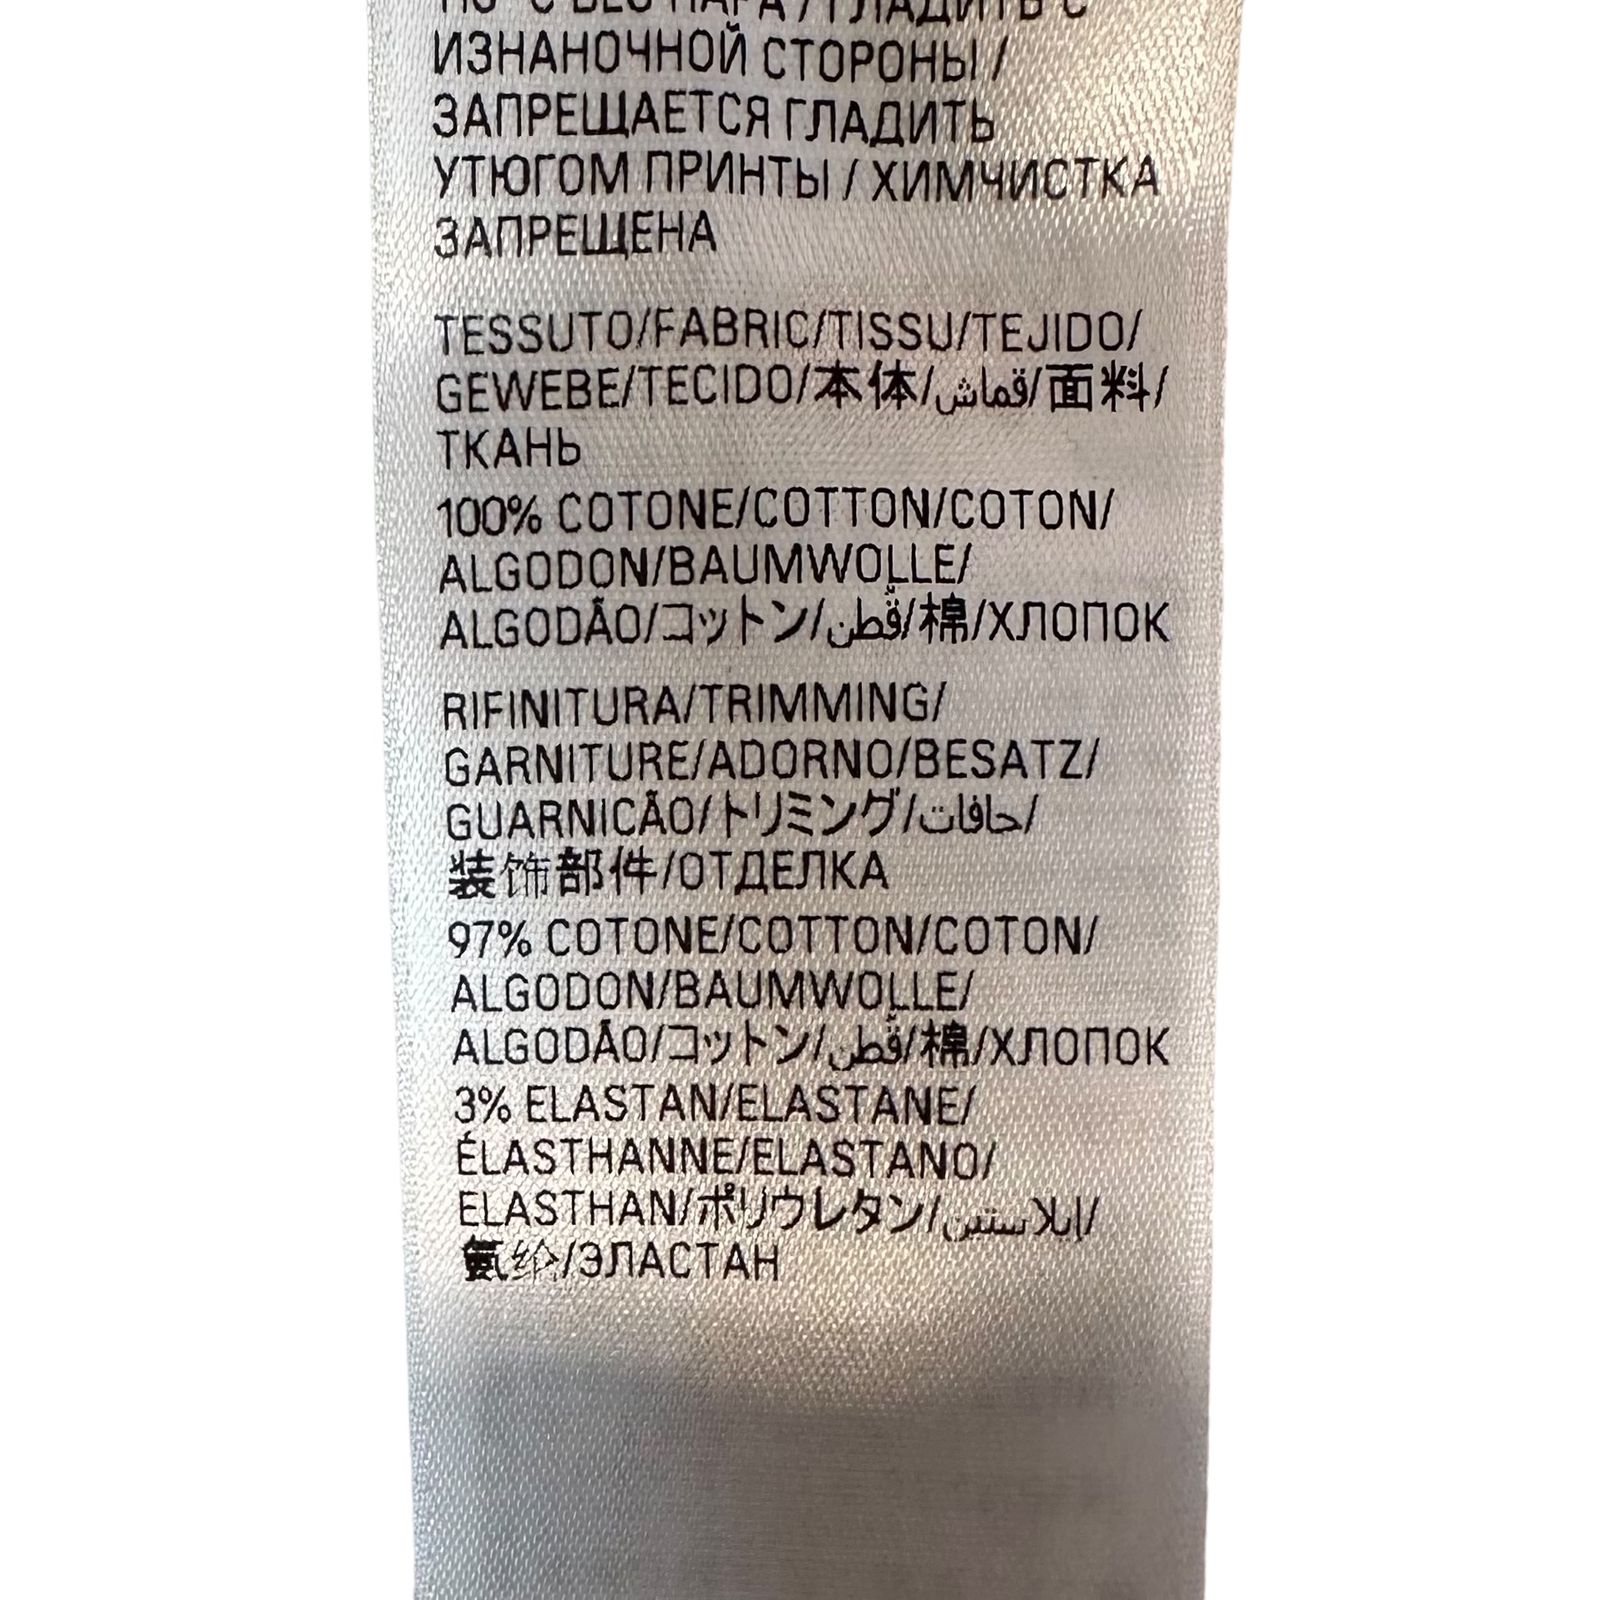 110 °C БЕЗ ПАРА / ГЛАДИТЬ С
ИЗНАНОЧНОЙ СТОРОНЫ /
ЗАПРЕЩАЕТСЯ ГЛАДИТЬ
УТЮГОМ ПРИНТЫ / ХИМЧИСТКА
ЗАПРЕЩЕНА
TESSUTO/FABRIC/TISSU/TEJIDO/
GEWEBE/TECIDO/本体/قماش/面料/
ТКАНЬ
100% COTONE/COTTON/COTON/
ALGODON/BAUMWOLLE/
ALGODÃO/コットン/قطن/棉/ХЛОПОК
RIFINITURA/TRIMMING/
GARNITURE/ADORNO/BESATZ/
GUARNICÃO/トリミング/حافات/
装饰部件/ОТДЕЛКА
97% COTONE/COTTON/COTON/
ALGODON/BAUMWOLLE/
ALGODÃO/コットン/قطن/棉/ХЛОПОК
3% ELASTAN/ELASTANE/
ÉLASTHANNE/ELASTANO/
ELASTHAN/ポリウレタン/إيلاستين/
氨纶/ЭЛАСТАН